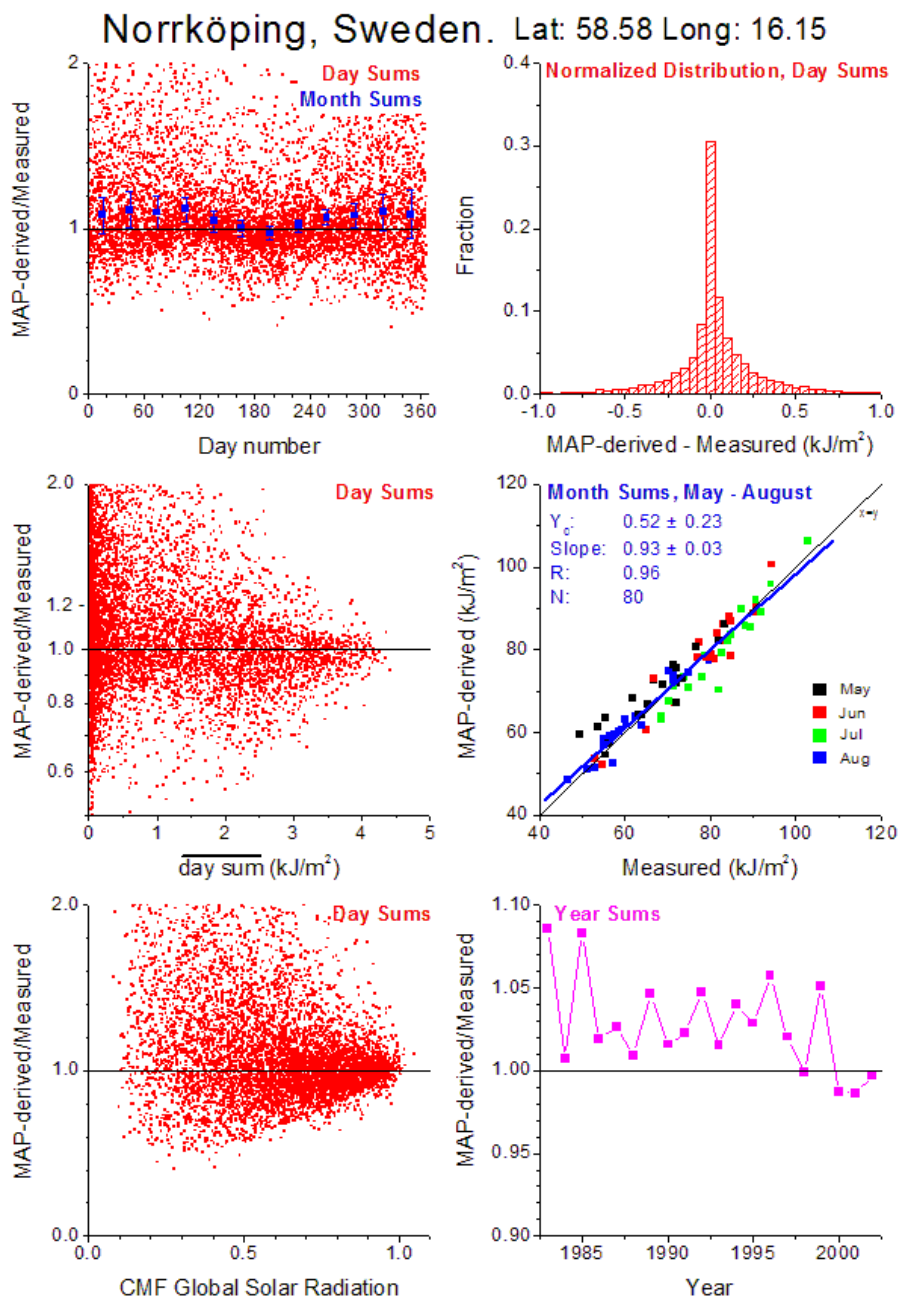 Norrköping, Sweden. Lat: 58.58 Long: 16.15
MAP-derived/Measured
2
1
0
Day Sums
Month Sums
0 60 120 180 240 300 360
Day number
Fraction
0.4
0.3
0.2
0.1
0.0
Normalized Distribution, Day Sums
-1.0 -0.5 0.0 0.5 1.0
MAP-derived - Measured (kJ/m²)
MAP-derived/Measured
2.0
1.2
1.0
0.8
0.6
Day Sums
0 1 2 3 4 5
day sum (kJ/m²)
MAP-derived (kJ/m²)
120
100
80
60
40
Month Sums, May - August
Y₀: 0.52 ± 0.23
Slope: 0.93 ± 0.03
R: 0.96
N: 80
x=y
May
Jun
Jul
Aug
40 60 80 100 120
Measured (kJ/m²)
MAP-derived/Measured
2.0
1.0
0.0
Day Sums
0.0 0.5 1.0
CMF Global Solar Radiation
MAP-derived/Measured
1.10
1.05
1.00
0.95
0.90
Year Sums
1985 1990 1995 2000
Year